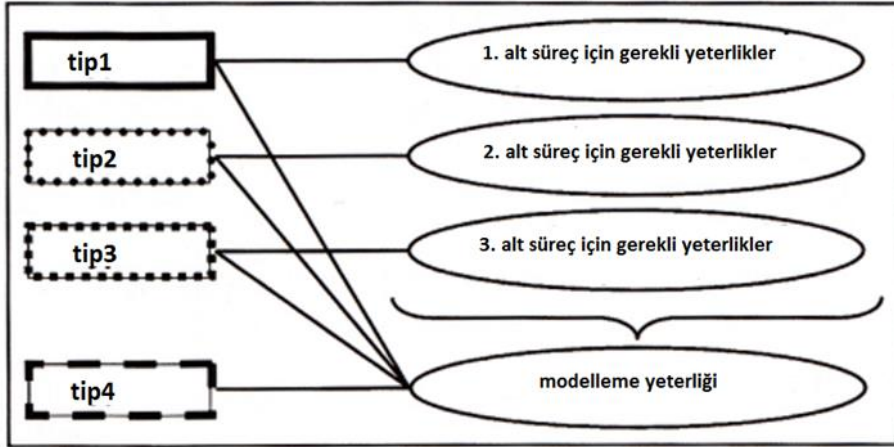 tip1
1. alt süreç için gerekli yeterlikler
tip2
2. alt süreç için gerekli yeterlikler
tip3
3. alt süreç için gerekli yeterlikler
tip4
modelleme yeterliği